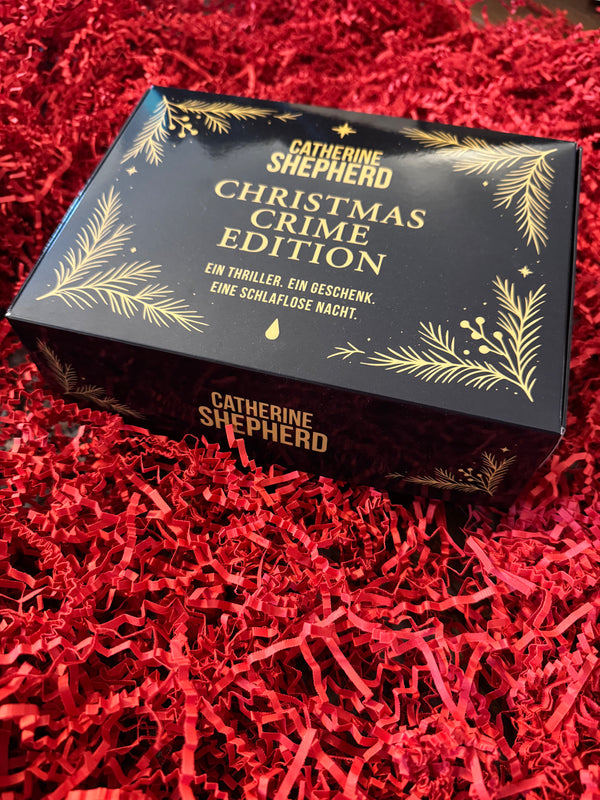 CATHERINE
SHEPHERD
CHRISTMAS
CRIME
EDITION
EIN THRILLER. EIN GESCHENK.
EINE SCHLAFLOSE NACHT.
CATHERINE
SHEPHERD